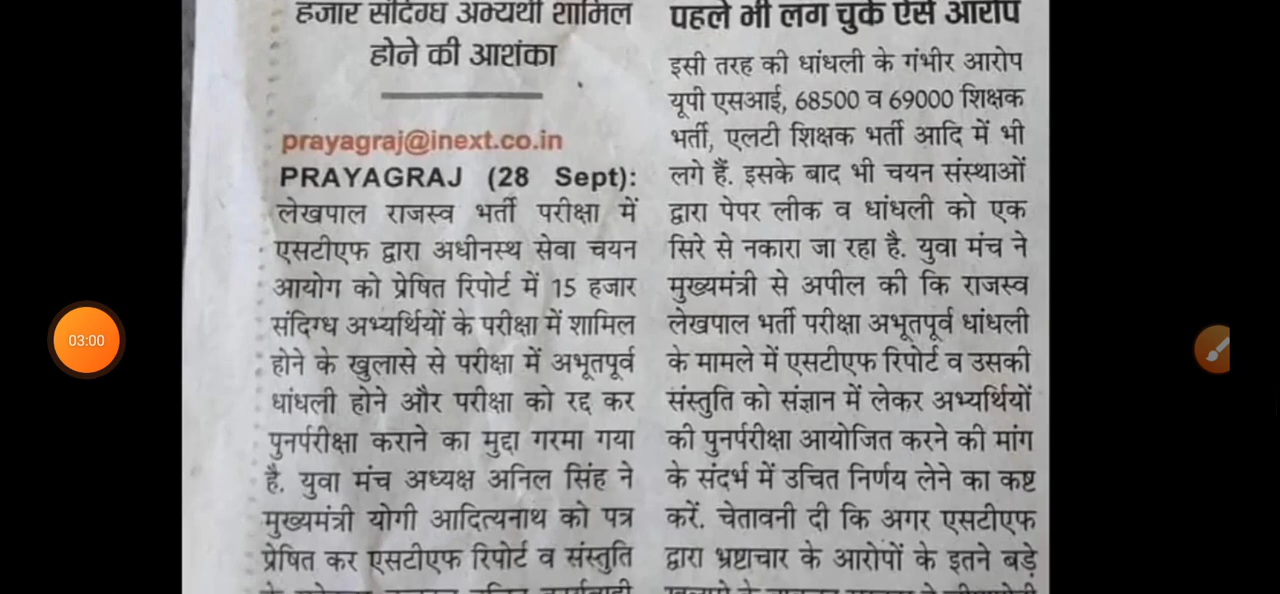 हजार संदिग्ध अभ्यर्थी शामिल
होने की आशंका
prayagraj@inext.co.in
PRAYAGRAJ (28 Sept):
लेखपाल राजस्व भर्ती परीक्षा में
एसटीएफ द्वारा अधीनस्थ सेवा चयन
आयोग को प्रेषित रिपोर्ट में 15 हजार
संदिग्ध अभ्यर्थियों के परीक्षा में शामिल
होने के खुलासे से परीक्षा में अभूतपूर्व
धांधली होने और परीक्षा को रद्द कर
पुनर्परीक्षा कराने का मुद्दा गरमा गया
है. युवा मंच अध्यक्ष अनिल सिंह ने
मुख्यमंत्री योगी आदित्यनाथ को पत्र
प्रेषित कर एसटीएफ रिपोर्ट व संस्तुति
पहले भी लग चुके ऐसे आरोप
इसी तरह की धांधली के गंभीर आरोप
यूपी एसआई, 68500 व 69000 शिक्षक
भर्ती, एलटी शिक्षक भर्ती आदि में भी
लगे हैं. इसके बाद भी चयन संस्थाओं
द्वारा पेपर लीक व धांधली को एक
सिरे से नकारा जा रहा है. युवा मंच ने
मुख्यमंत्री से अपील की कि राजस्व
लेखपाल भर्ती परीक्षा अभूतपूर्व धांधली
के मामले में एसटीएफ रिपोर्ट व उसकी
संस्तुति को संज्ञान में लेकर अभ्यर्थियों
की पुनर्परीक्षा आयोजित करने की मांग
के संदर्भ में उचित निर्णय लेने का कष्ट
करें. चेतावनी दी कि अगर एसटीएफ
द्वारा भ्रष्टाचार के आरोपों के इतने बड़े
03:00